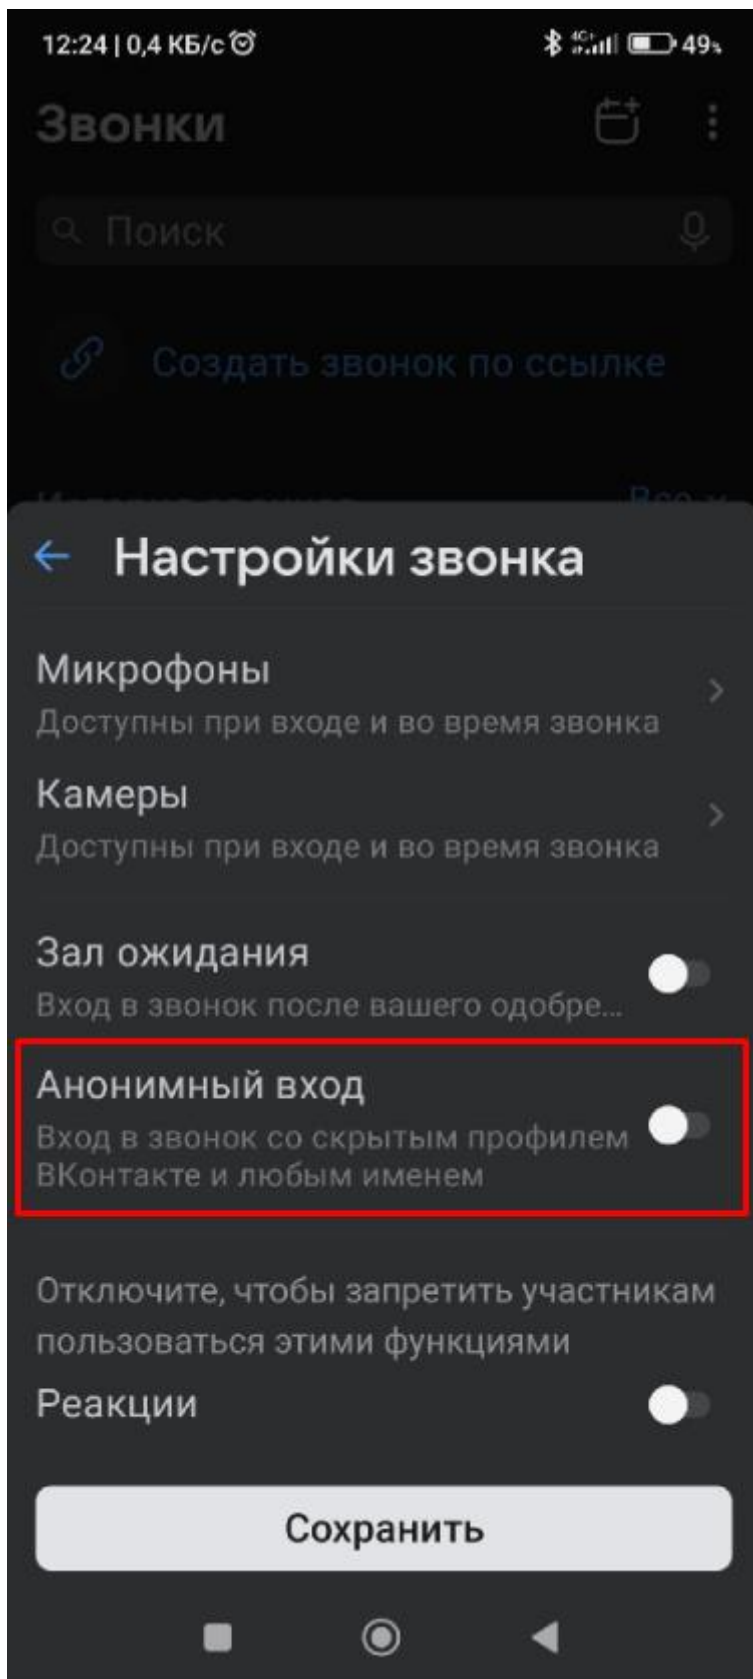 12:24 | 0,4 КБ/с 49%
Звонки
Поиск
Создать звонок по ссылке
Все
Настройки звонка
Микрофоны
Доступны при входе и во время звонка
Камеры
Доступны при входе и во время звонка
Зал ожидания
Вход в звонок после вашего одобре...
Анонимный вход
Вход в звонок со скрытым профилем
ВКонтакте и любым именем
Отключите, чтобы запретить участникам
пользоваться этими функциями
Реакции
Сохранить